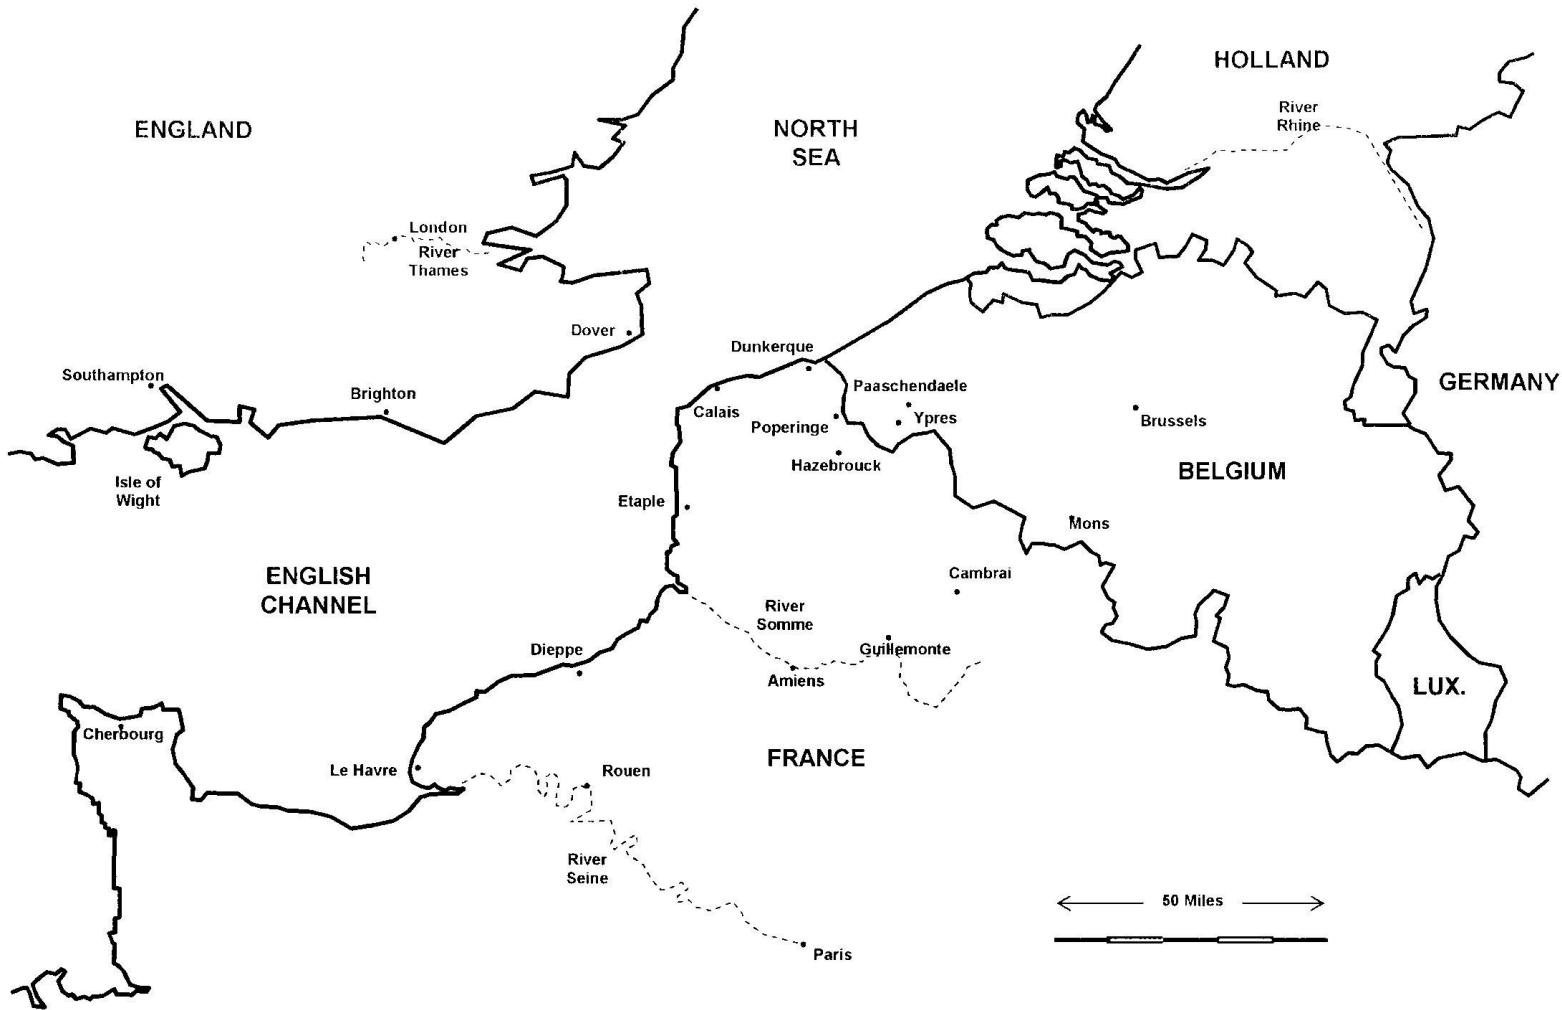 HOLLAND
River
Rhine
ENGLAND
NORTH
SEA
London
River
Thames
Dover
Dunkerque
Southampton
Brighton
Calais
Paaschendaele
Ypres
Poperinge
Hazebrouck
GERMANY
Brussels
BELGIUM
Isle of
Wight
Etaple
Mons
ENGLISH
CHANNEL
Cambrai
River
Somme
Dieppe
Guillemonte
Amiens
LUX.
Cherbourg
Le Havre
Rouen
FRANCE
River
Seine
50 Miles
Paris